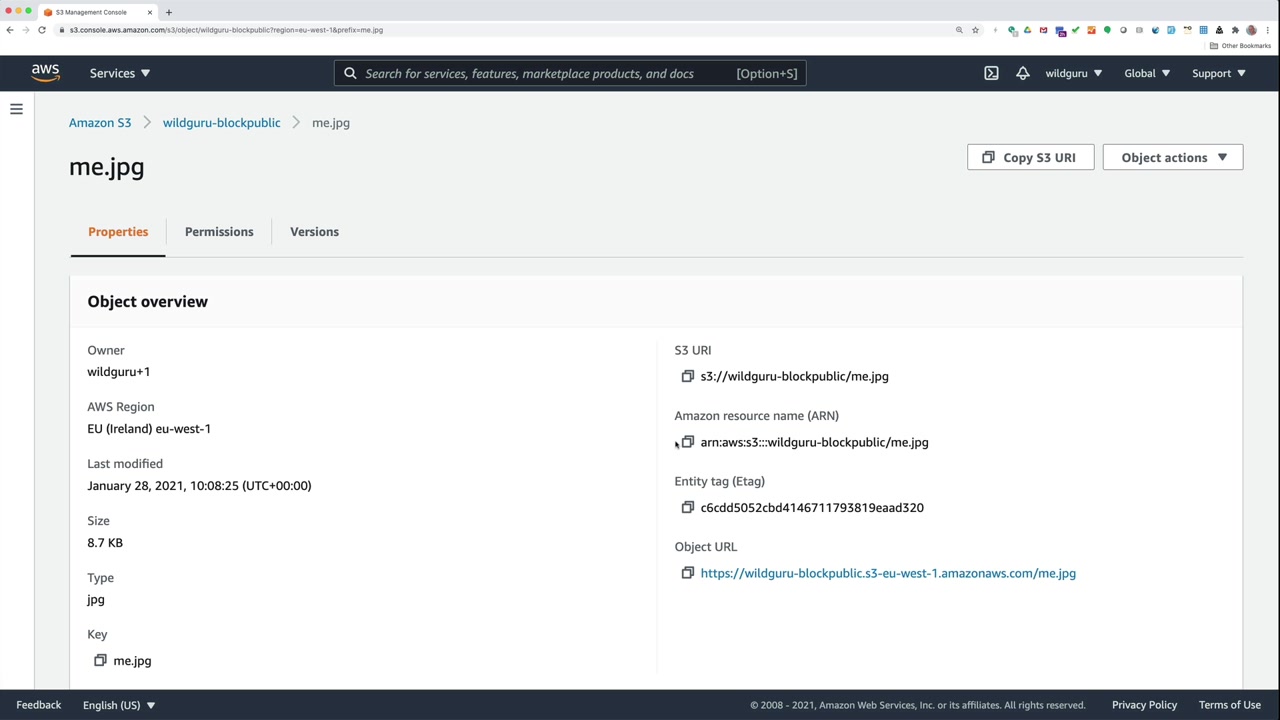 S3 Management Console
s3.console.aws.amazon.com/s3/object/wildguru-blockpublic?region=eu-west-1&prefix=me.jpg
Other Bookmarks
aws
Services
Search for services, features, marketplace products, and docs
[Option+S]
wildguru
Global
Support
Amazon S3
wildguru-blockpublic
me.jpg
me.jpg
Copy S3 URI
Object actions
Properties
Permissions
Versions
Object overview
Owner
wildguru+1
AWS Region
EU (Ireland) eu-west-1
Last modified
January 28, 2021, 10:08:25 (UTC+00:00)
Size
8.7 KB
Type
jpg
Key
me.jpg
S3 URI
s3://wildguru-blockpublic/me.jpg
Amazon resource name (ARN)
arn:aws:s3:::wildguru-blockpublic/me.jpg
Entity tag (Etag)
c6cdd5052cbd4146711793819eaad320
Object URL
https://wildguru-blockpublic.s3-eu-west-1.amazonaws.com/me.jpg
Feedback
English (US)
© 2008 - 2021, Amazon Web Services, Inc. or its affiliates. All rights reserved.
Privacy Policy
Terms of Use